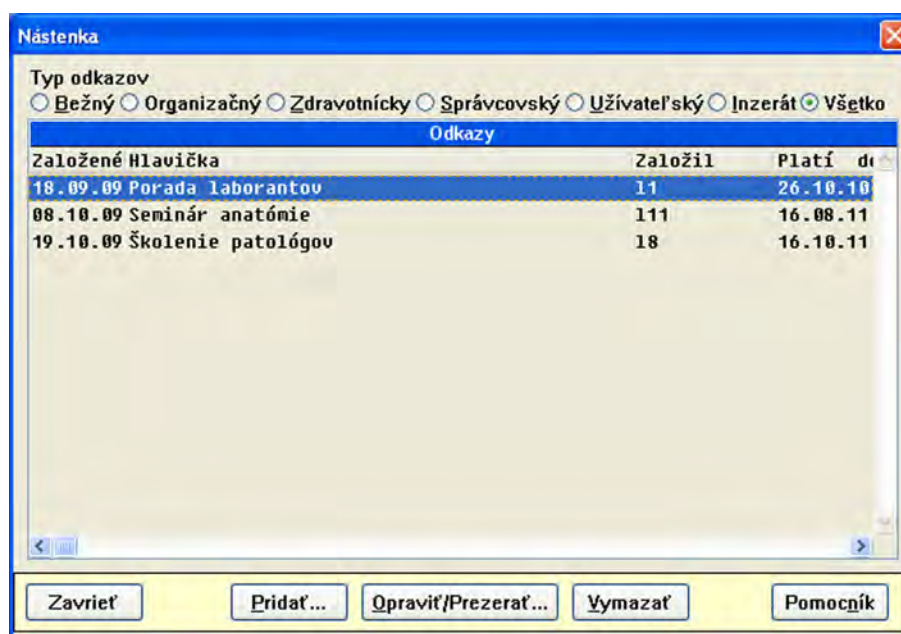 Nástenka
Typ odkazov
Bežný Organizačný Zdravotnícky Správcovský Užívateľský Inzerát Všetko
Odkazy
Založené Hlavička Založil Platí
18.09.09 Porada laborantov 11 26.10.10
08.10.09 Seminár anatómie 111 16.08.11
19.10.09 Školenie patológov 18 16.10.11
Zavrieť Pridať... Opraviť/Prezerať... Vymazať Pomocník